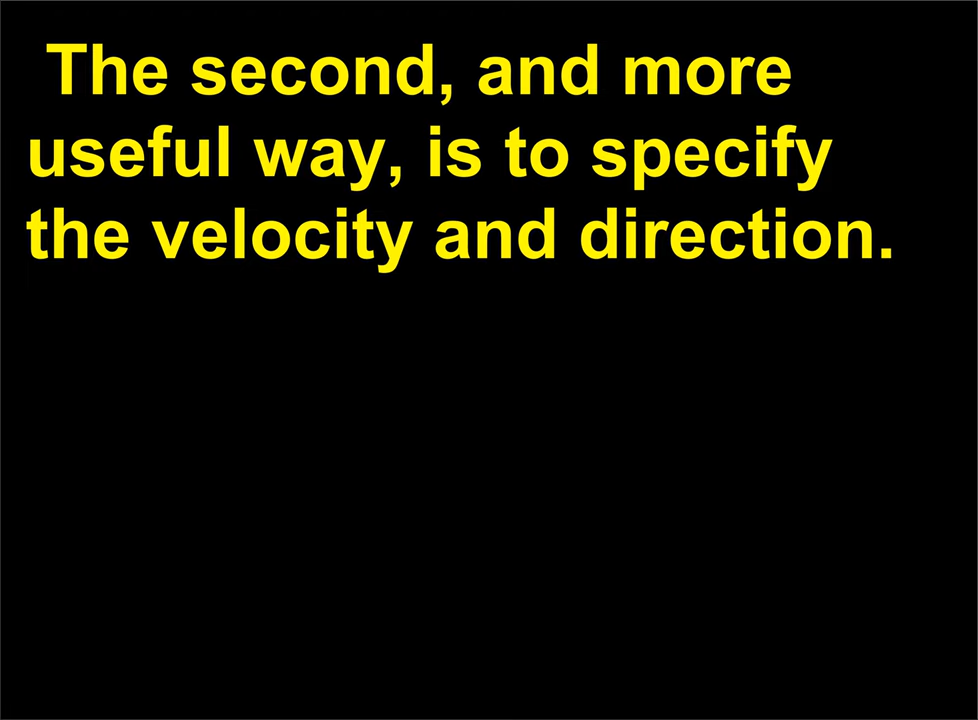 The second, and more
useful way, is to specify
the velocity and direction.